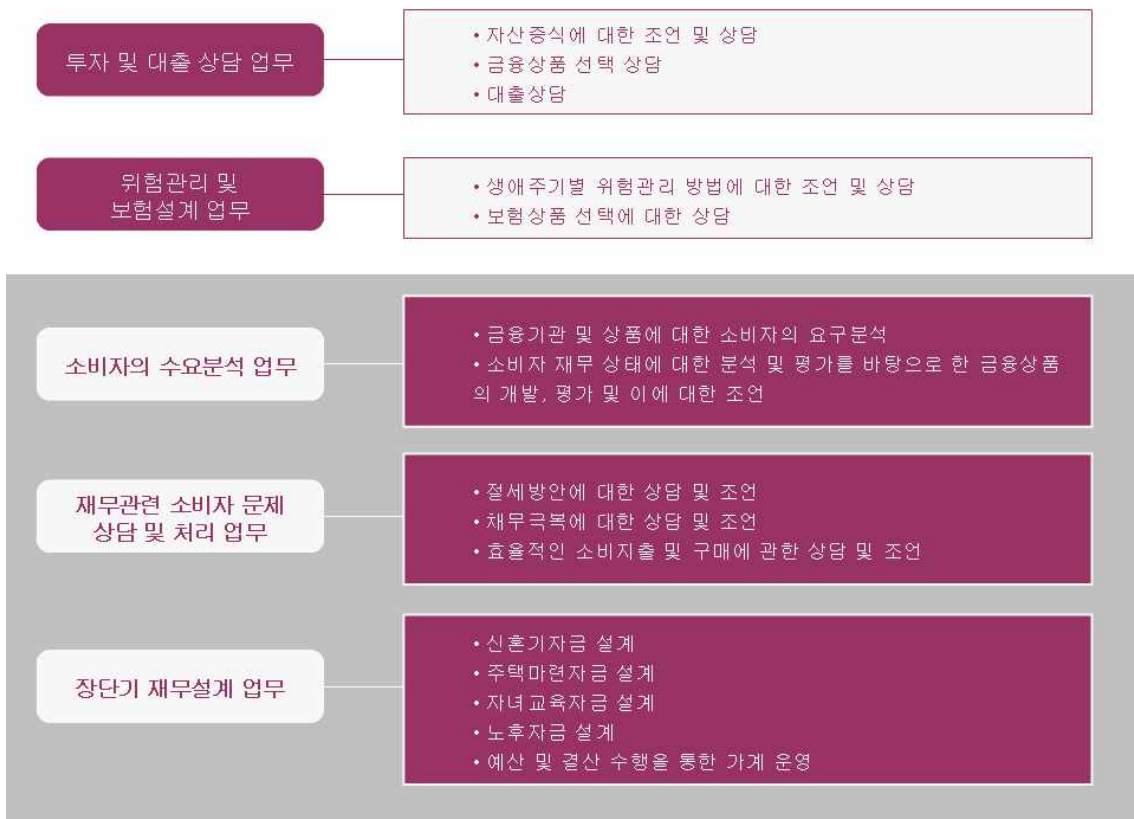 투자 및 대출 상담 업무
• 자산증식에 대한 조언 및 상담
• 금융상품 선택 상담
• 대출상담
위험관리 및
보험설계 업무
• 생애주기별 위험관리 방법에 대한 조언 및 상담
• 보험상품 선택에 대한 상담
소비자의 수요분석 업무
• 금융기관 및 상품에 대한 소비자의 요구분석
• 소비자 재무 상태에 대한 분석 및 평가를 바탕으로 한 금융상품
의 개발, 평가 및 이에 대한 조언
재무관련 소비자 문제
상담 및 처리 업무
• 절세방안에 대한 상담 및 조언
• 채무극복에 대한 상담 및 조언
• 효율적인 소비지출 및 구매에 관한 상담 및 조언
장단기 재무설계 업무
• 신혼기자금 설계
• 주택마련자금 설계
• 자녀교육자금 설계
• 노후자금 설계
• 예산 및 결산 수행을 통한 가계 운영